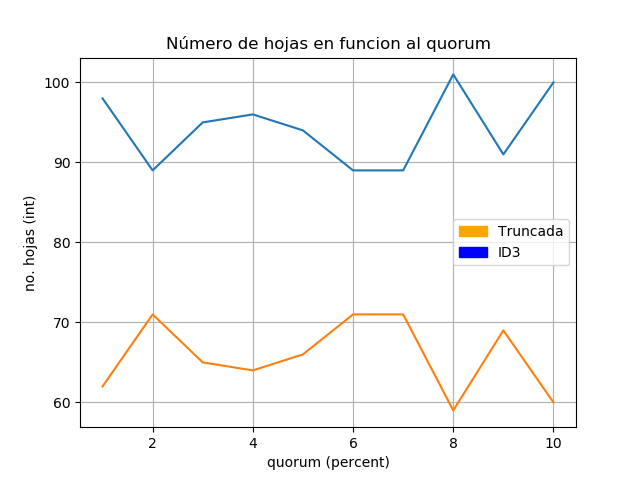 Número de hojas en funcion al quorum
no. hojas (int)
100
90
80
70
60
Truncada
ID3
2
4
6
8
10
quorum (percent)